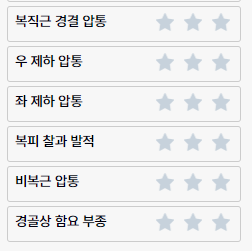 복직근 경결 압통
우 제하 압통
좌 제하 압통
복피 찰과 발적
비복근 압통
경골상 함요 부종